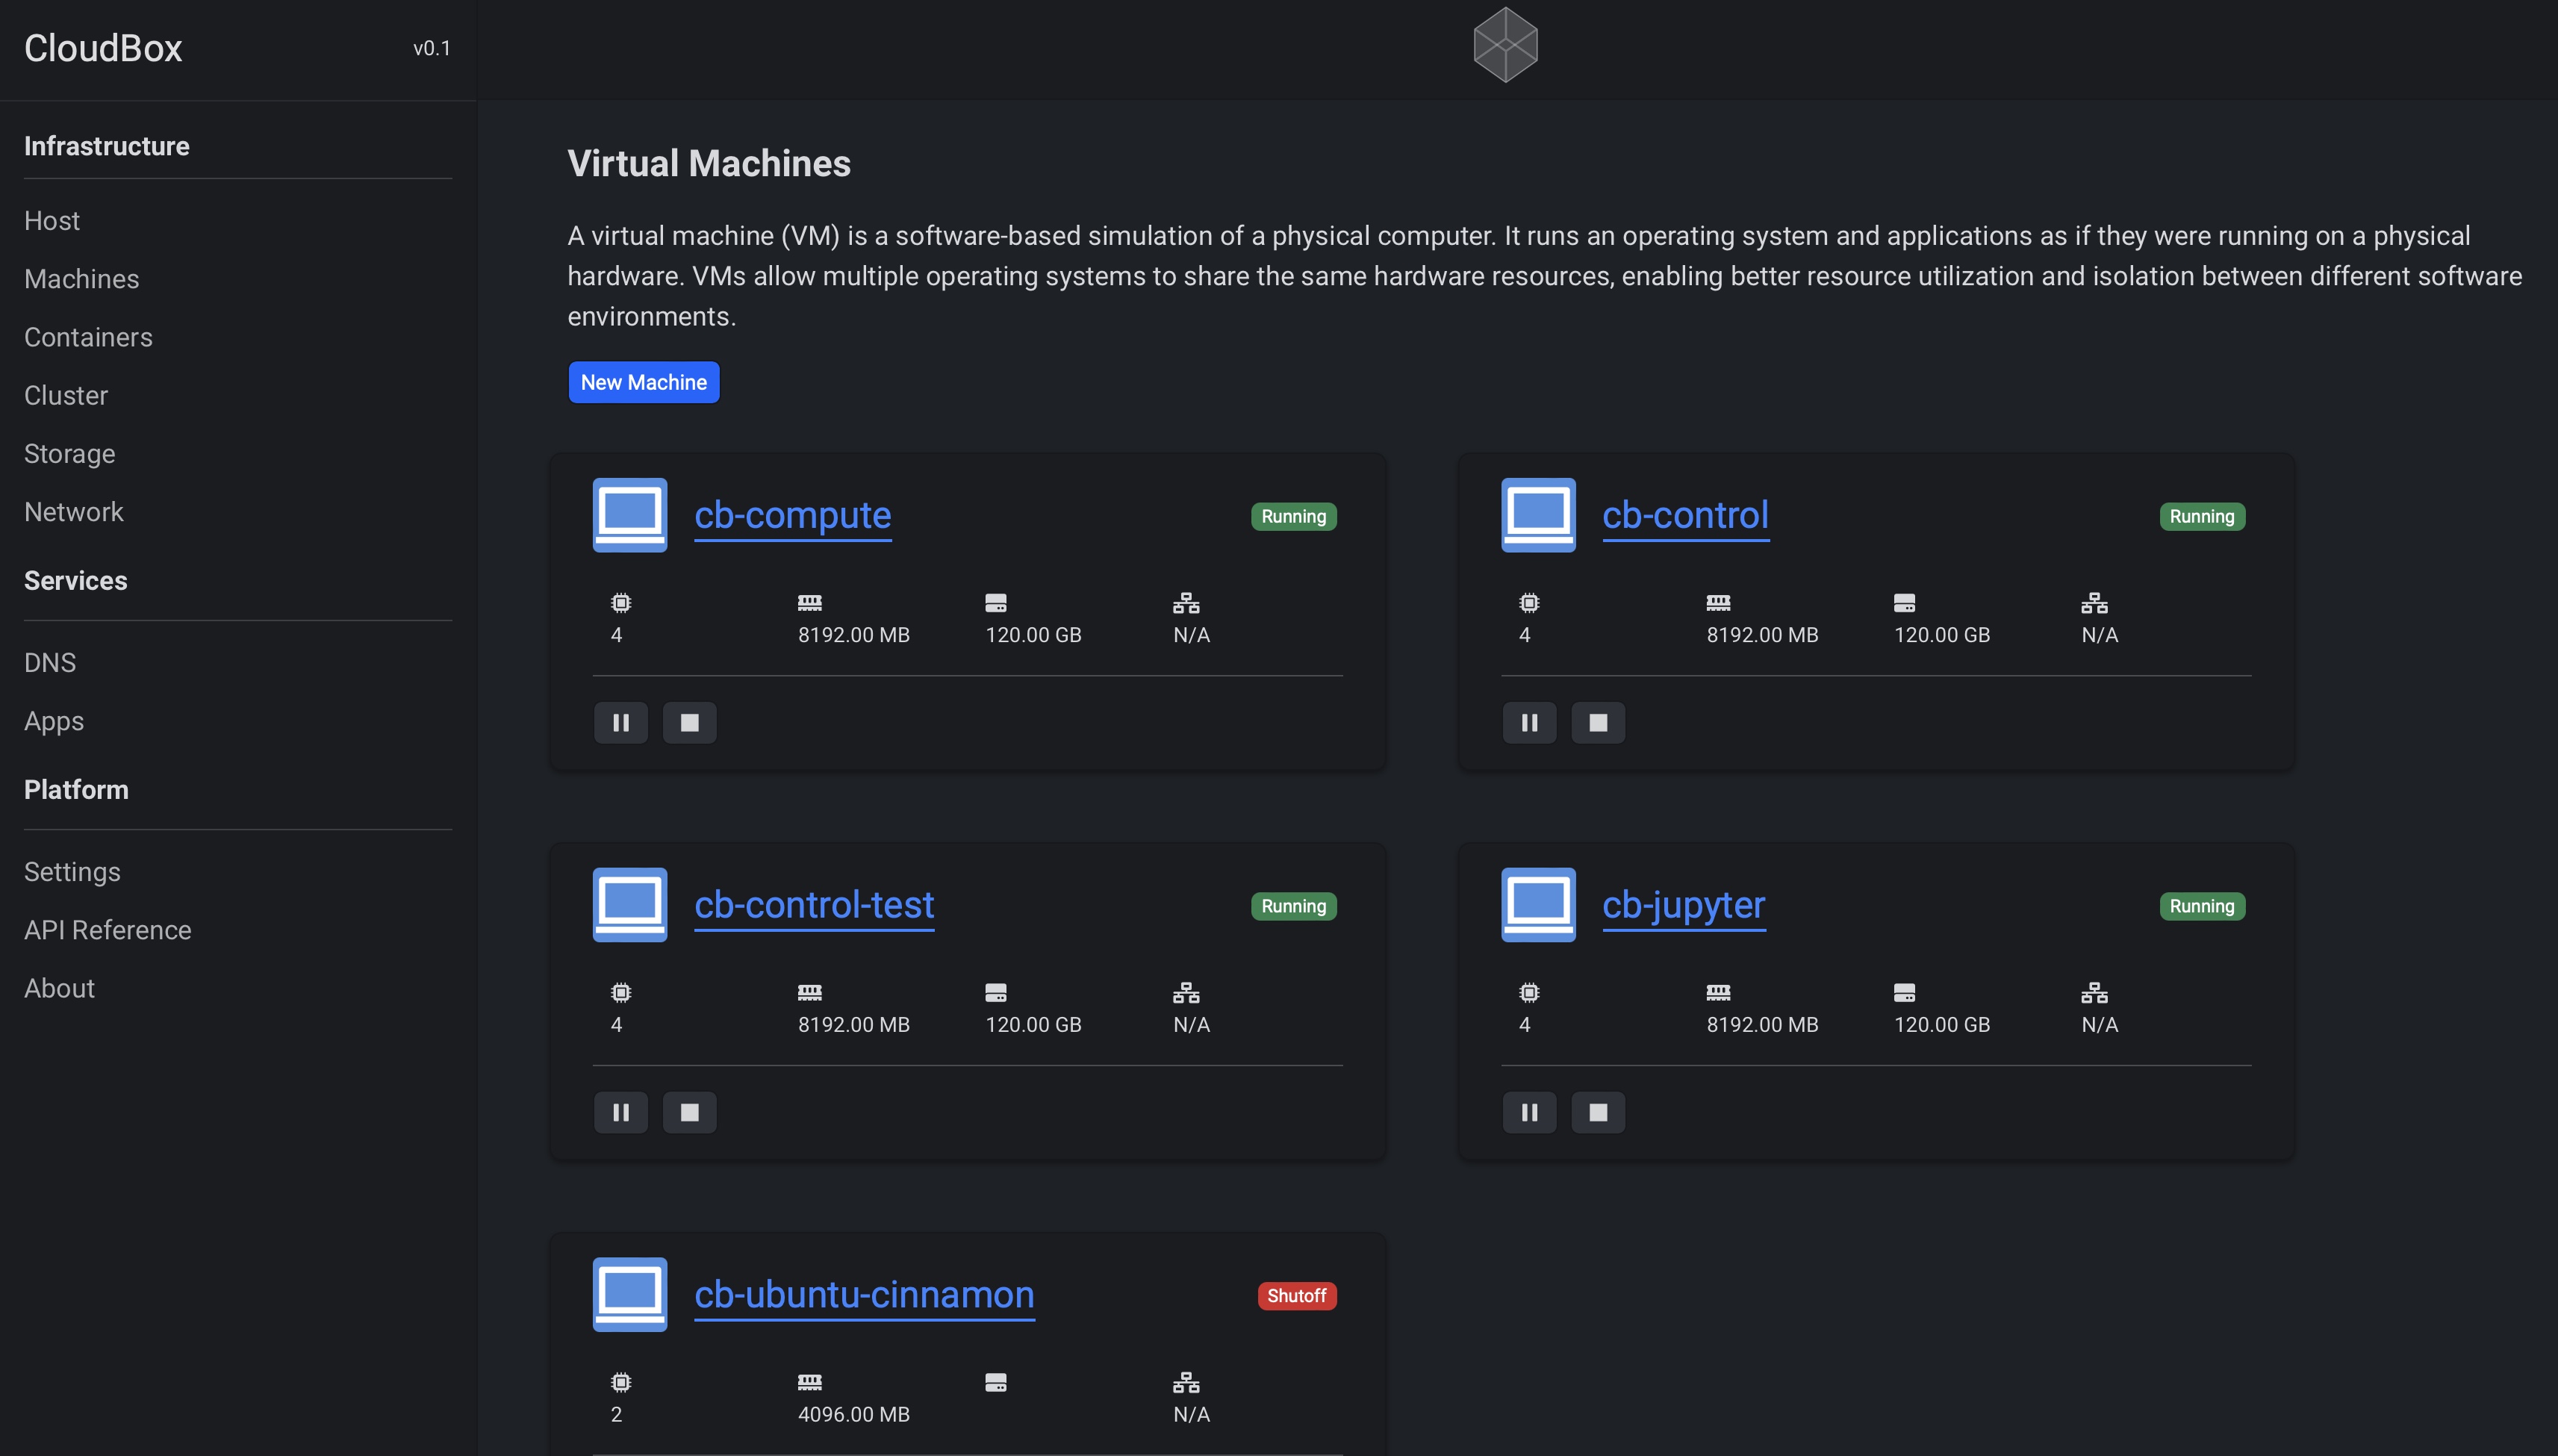 CloudBox
v0.1
Infrastructure
Host
Machines
Containers
Cluster
Storage
Network
Services
DNS
Apps
Platform
Settings
API Reference
About
Virtual Machines
A virtual machine (VM) is a software-based simulation of a physical computer. It runs an operating system and applications as if they were running on a physical
hardware. VMs allow multiple operating systems to share the same hardware resources, enabling better resource utilization and isolation between different software
environments.
New Machine
cb-compute
Running
4
8192.00 MB
120.00 GB
N/A
cb-control
Running
4
8192.00 MB
120.00 GB
N/A
cb-control-test
Running
4
8192.00 MB
120.00 GB
N/A
cb-jupyter
Running
4
8192.00 MB
120.00 GB
N/A
cb-ubuntu-cinnamon
Shutoff
2
4096.00 MB
N/A